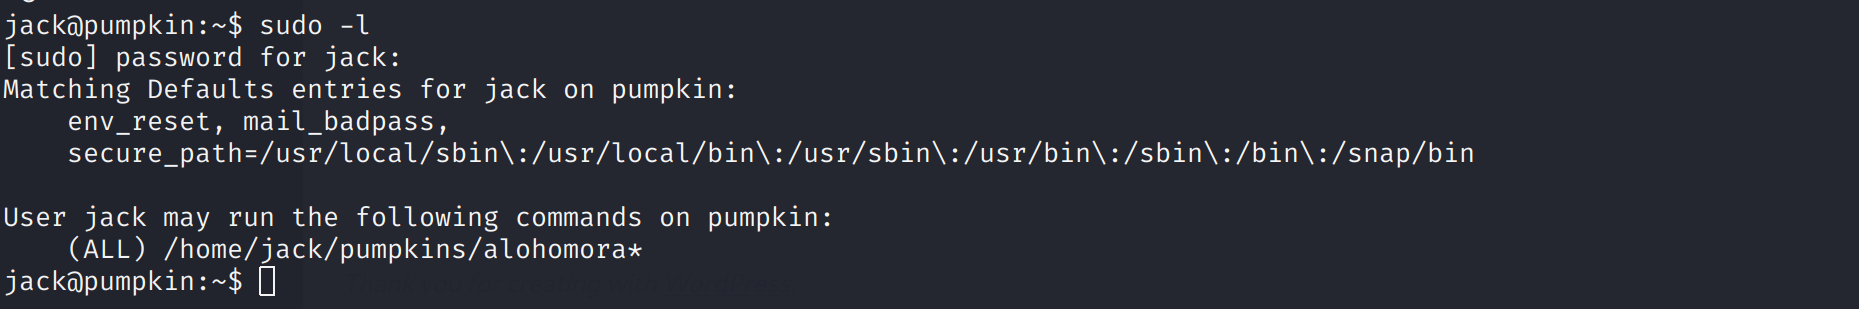 jack@pumpkin:~$ sudo -l
[sudo] password for jack:
Matching Defaults entries for jack on pumpkin:
    env_reset, mail_badpass,
    secure_path=/usr/local/sbin\:/usr/local/bin\:/usr/sbin\:/usr/bin\:/sbin\:/bin\:/snap/bin

User jack may run the following commands on pumpkin:
    (ALL) /home/jack/pumpkins/alohomora*
jack@pumpkin:~$